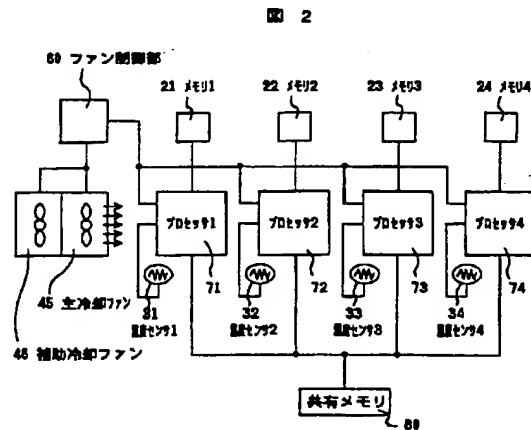 図 2
60 ファン制御部
21 メモリ1
22 メモリ2
23 メモリ3
24 メモリ4
プロセッサ1
プロセッサ2
プロセッサ3
プロセッサ4
45 主冷却ファン
46 補助冷却ファン
71
72
73
74
31
温度センサ1
32
温度センサ2
33
温度センサ3
34
温度センサ4
共有メモリ
80